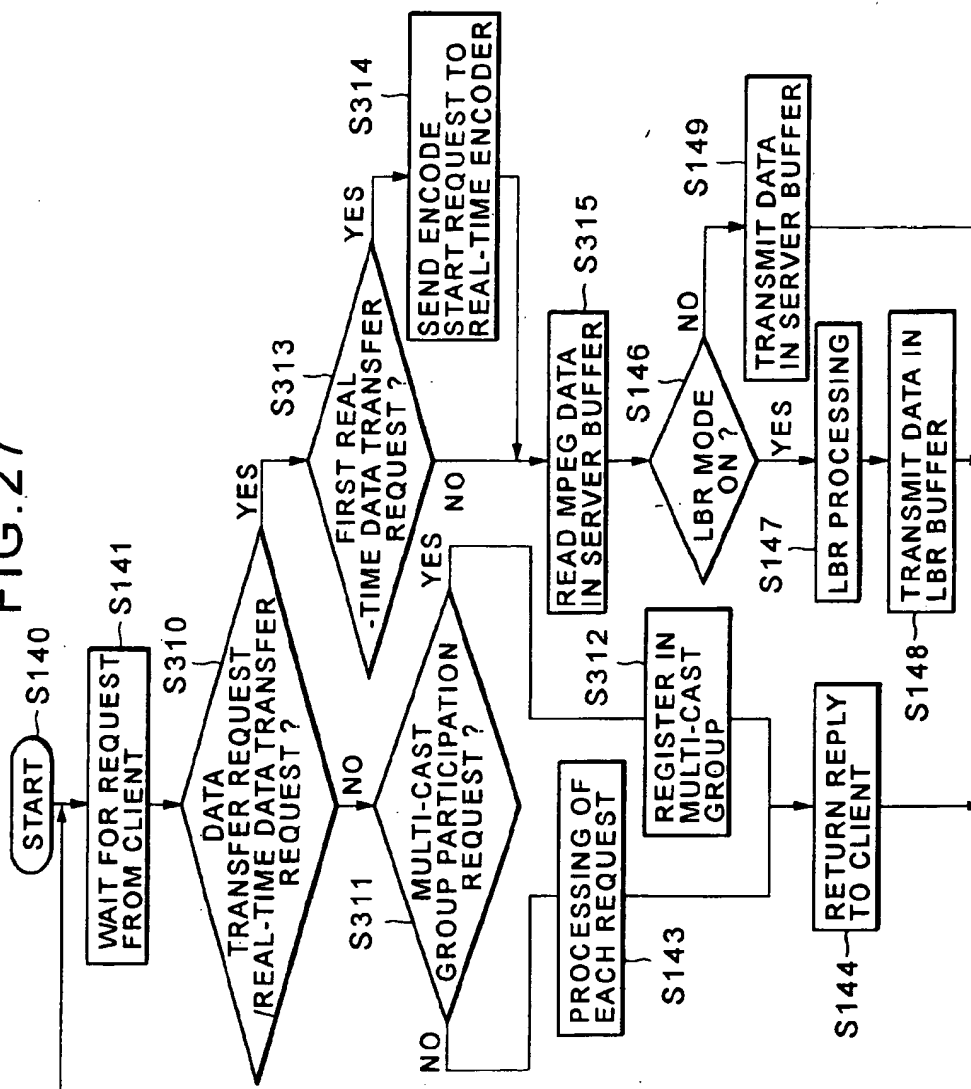 FIG. 27
START
S140
WAIT FOR REQUEST
FROM CLIENT
S141
DATA
TRANSFER REQUEST
/REAL-TIME DATA TRANSFER
REQUEST ?
S310
YES
NO
FIRST REAL
-TIME DATA TRANSFER
REQUEST ?
S313
YES
NO
SEND ENCODE
START REQUEST TO
REAL-TIME ENCODER
S314
MULTI-CAST
GROUP PARTICIPATION
REQUEST ?
S311
YES
NO
READ MPEG DATA
IN SERVER BUFFER
S315
LBR MODE
ON ?
S146
NO
YES
TRANSMIT DATA
IN SERVER BUFFER
S149
PROCESSING OF
EACH REQUEST
S143
REGISTER IN
MULTI-CAST
GROUP
S312
LBR PROCESSING
S147
RETURN REPLY
TO CLIENT
S144
TRANSMIT DATA IN
LBR BUFFER
S148